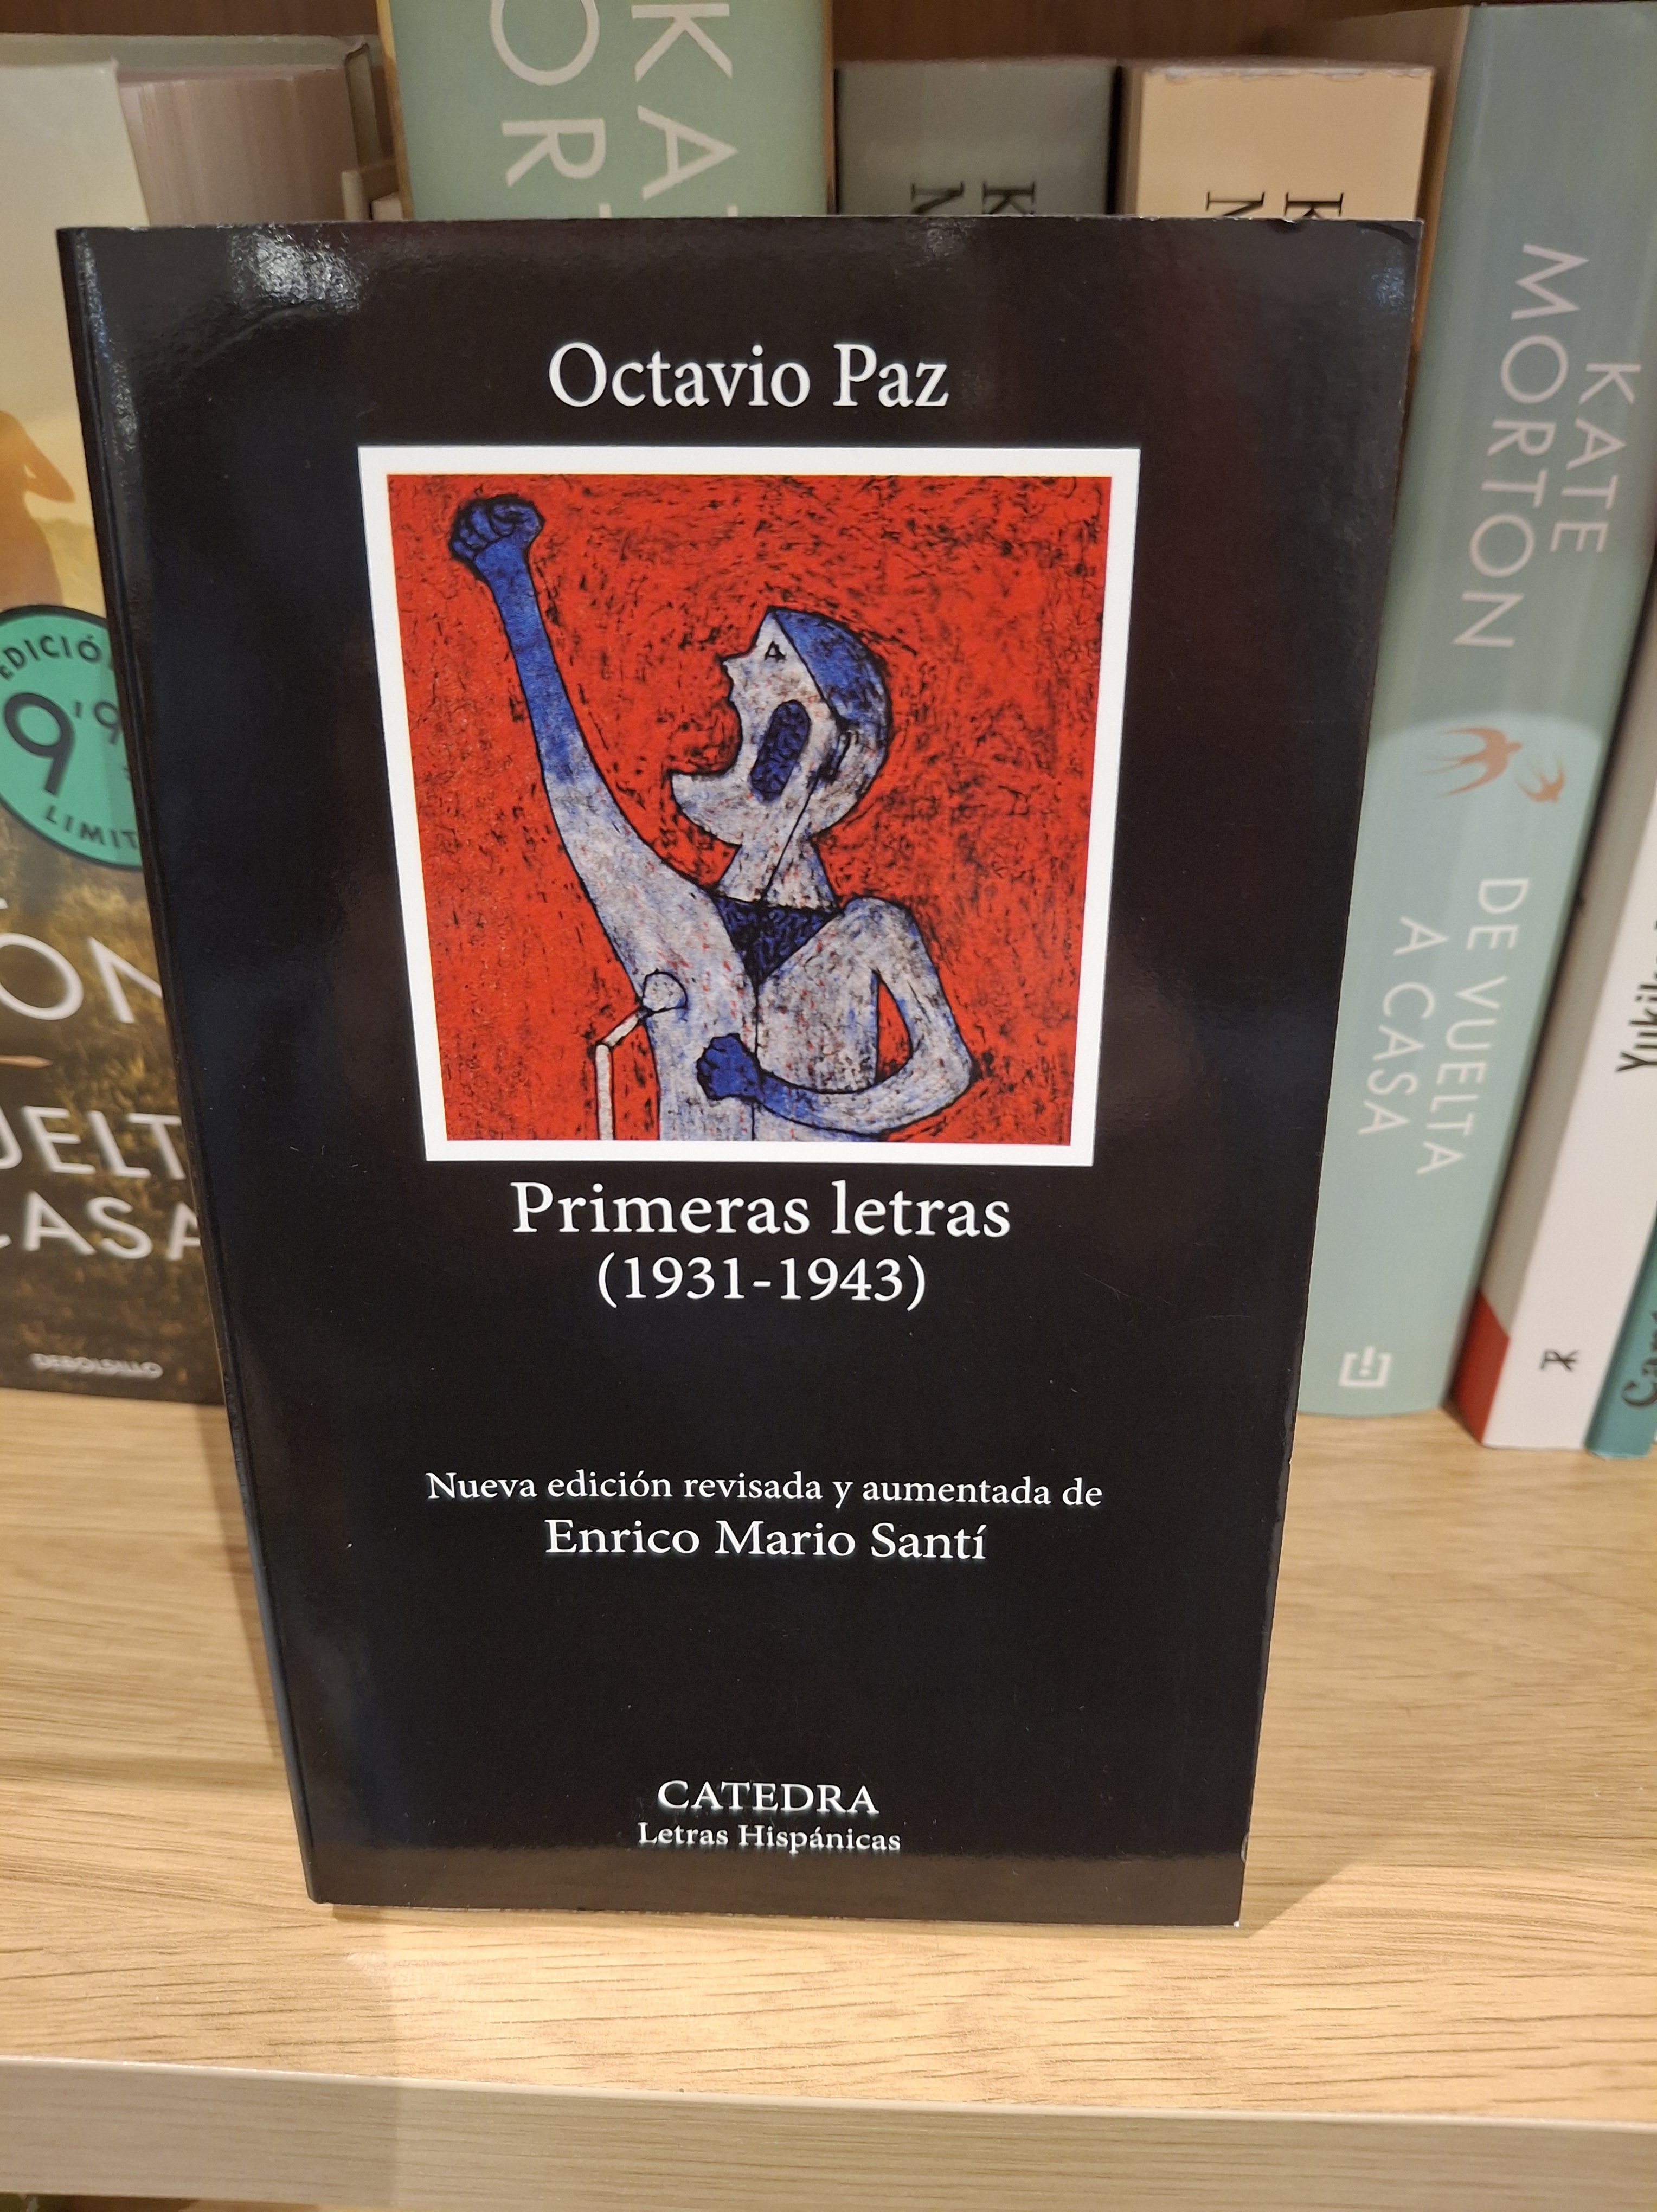 Octavio Paz
Primeras letras
(1931-1943)
Nueva edición revisada y aumentada de
Enrico Mario Santí
CATEDRA
Letras Hispánicas
KATE
MORTON
DE VUELTA
A CASA
DEBOLSILLO